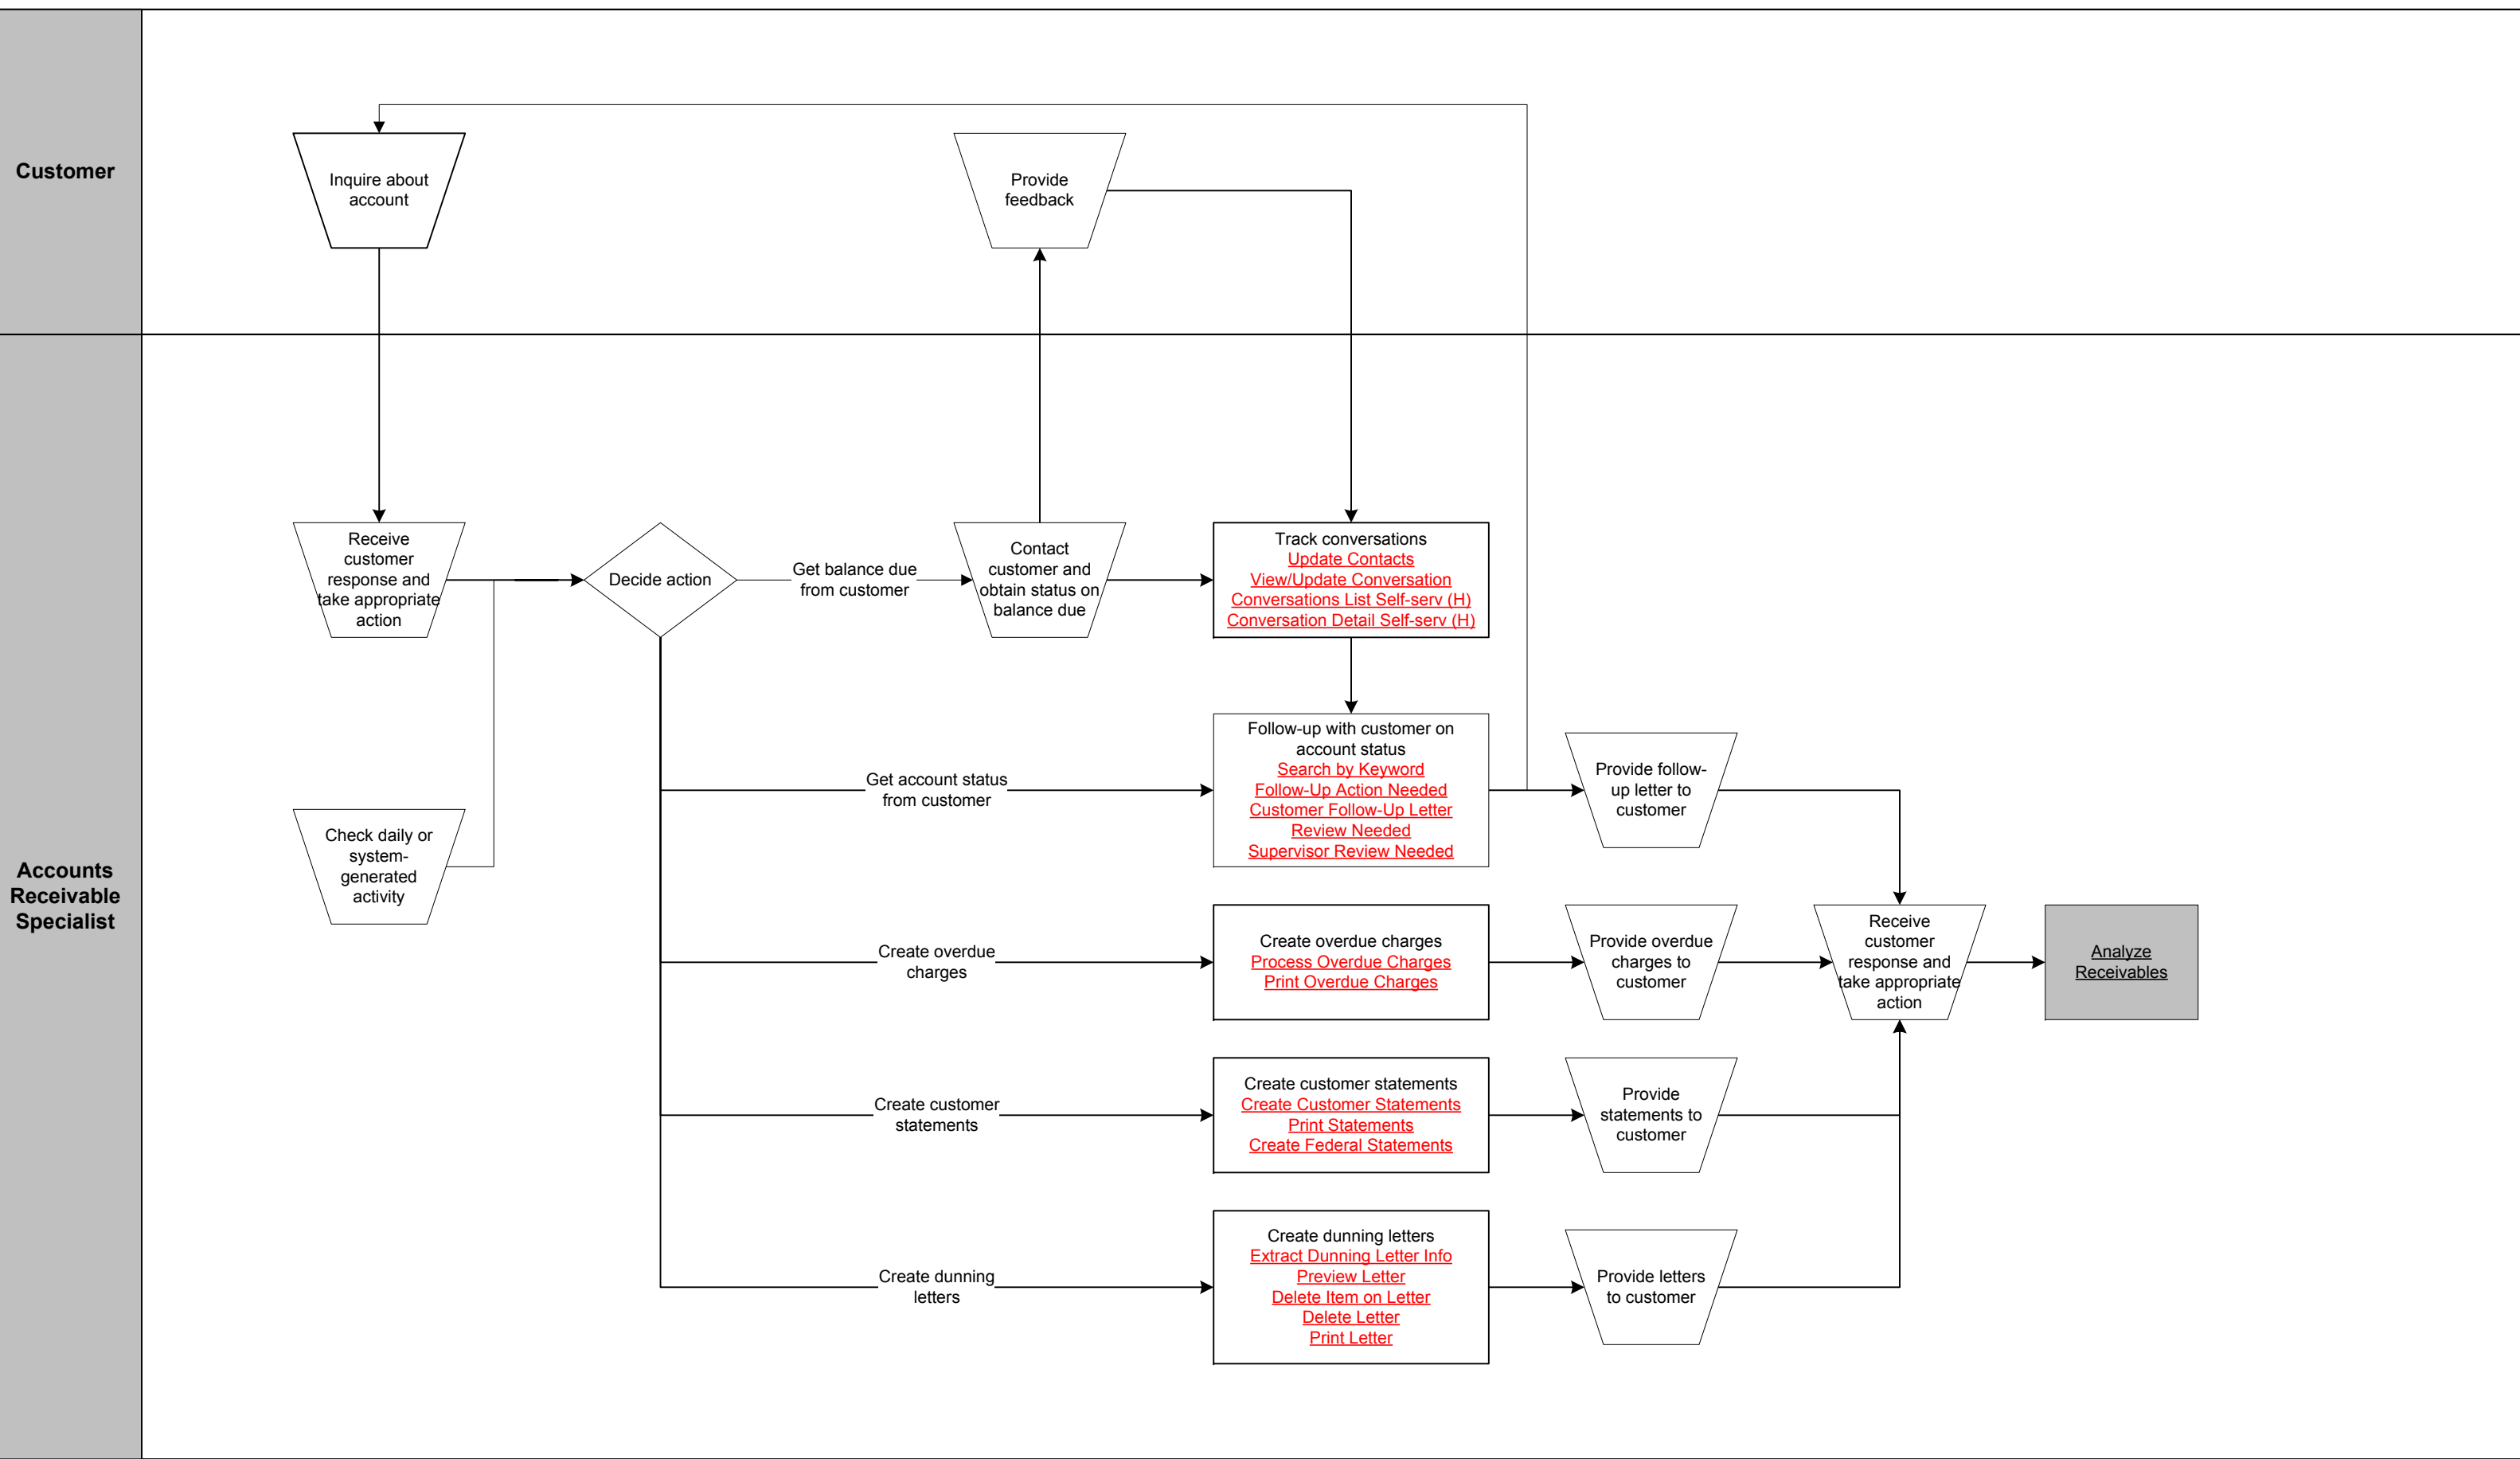 Customer
Inquire about
account
Provide
feedback
Accounts
Receivable
Specialist
Receive
customer
response and
take appropriate
action
Decide action
Get balance due
from customer
Contact
customer and
obtain status on
balance due
Track conversations
Update Contacts
View/Update Conversation
Conversations List Self-serv (H)
Conversation Detail Self-serv (H)
Check daily or
system-
generated
activity
Get account status
from customer
Follow-up with customer on
account status
Search by Keyword
Follow-Up Action Needed
Customer Follow-Up Letter
Review Needed
Supervisor Review Needed
Provide follow-
up letter to
customer
Create overdue
charges
Create overdue charges
Process Overdue Charges
Print Overdue Charges
Provide overdue
charges to
customer
Receive
customer
response and
take appropriate
action
Analyze
Receivables
Create customer
statements
Create customer statements
Create Customer Statements
Print Statements
Create Federal Statements
Provide
statements to
customer
Create dunning
letters
Create dunning letters
Extract Dunning Letter Info
Preview Letter
Delete Item on Letter
Delete Letter
Print Letter
Provide letters
to customer